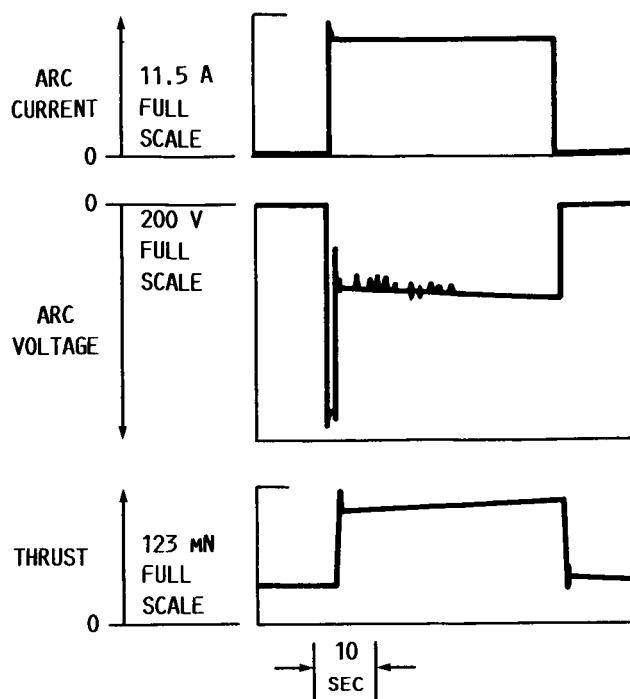 ARC
CURRENT
11.5 A
FULL
SCALE
0
0
200 V
FULL
SCALE
ARC
VOLTAGE
THRUST
123 MN
FULL
SCALE
0
10
SEC